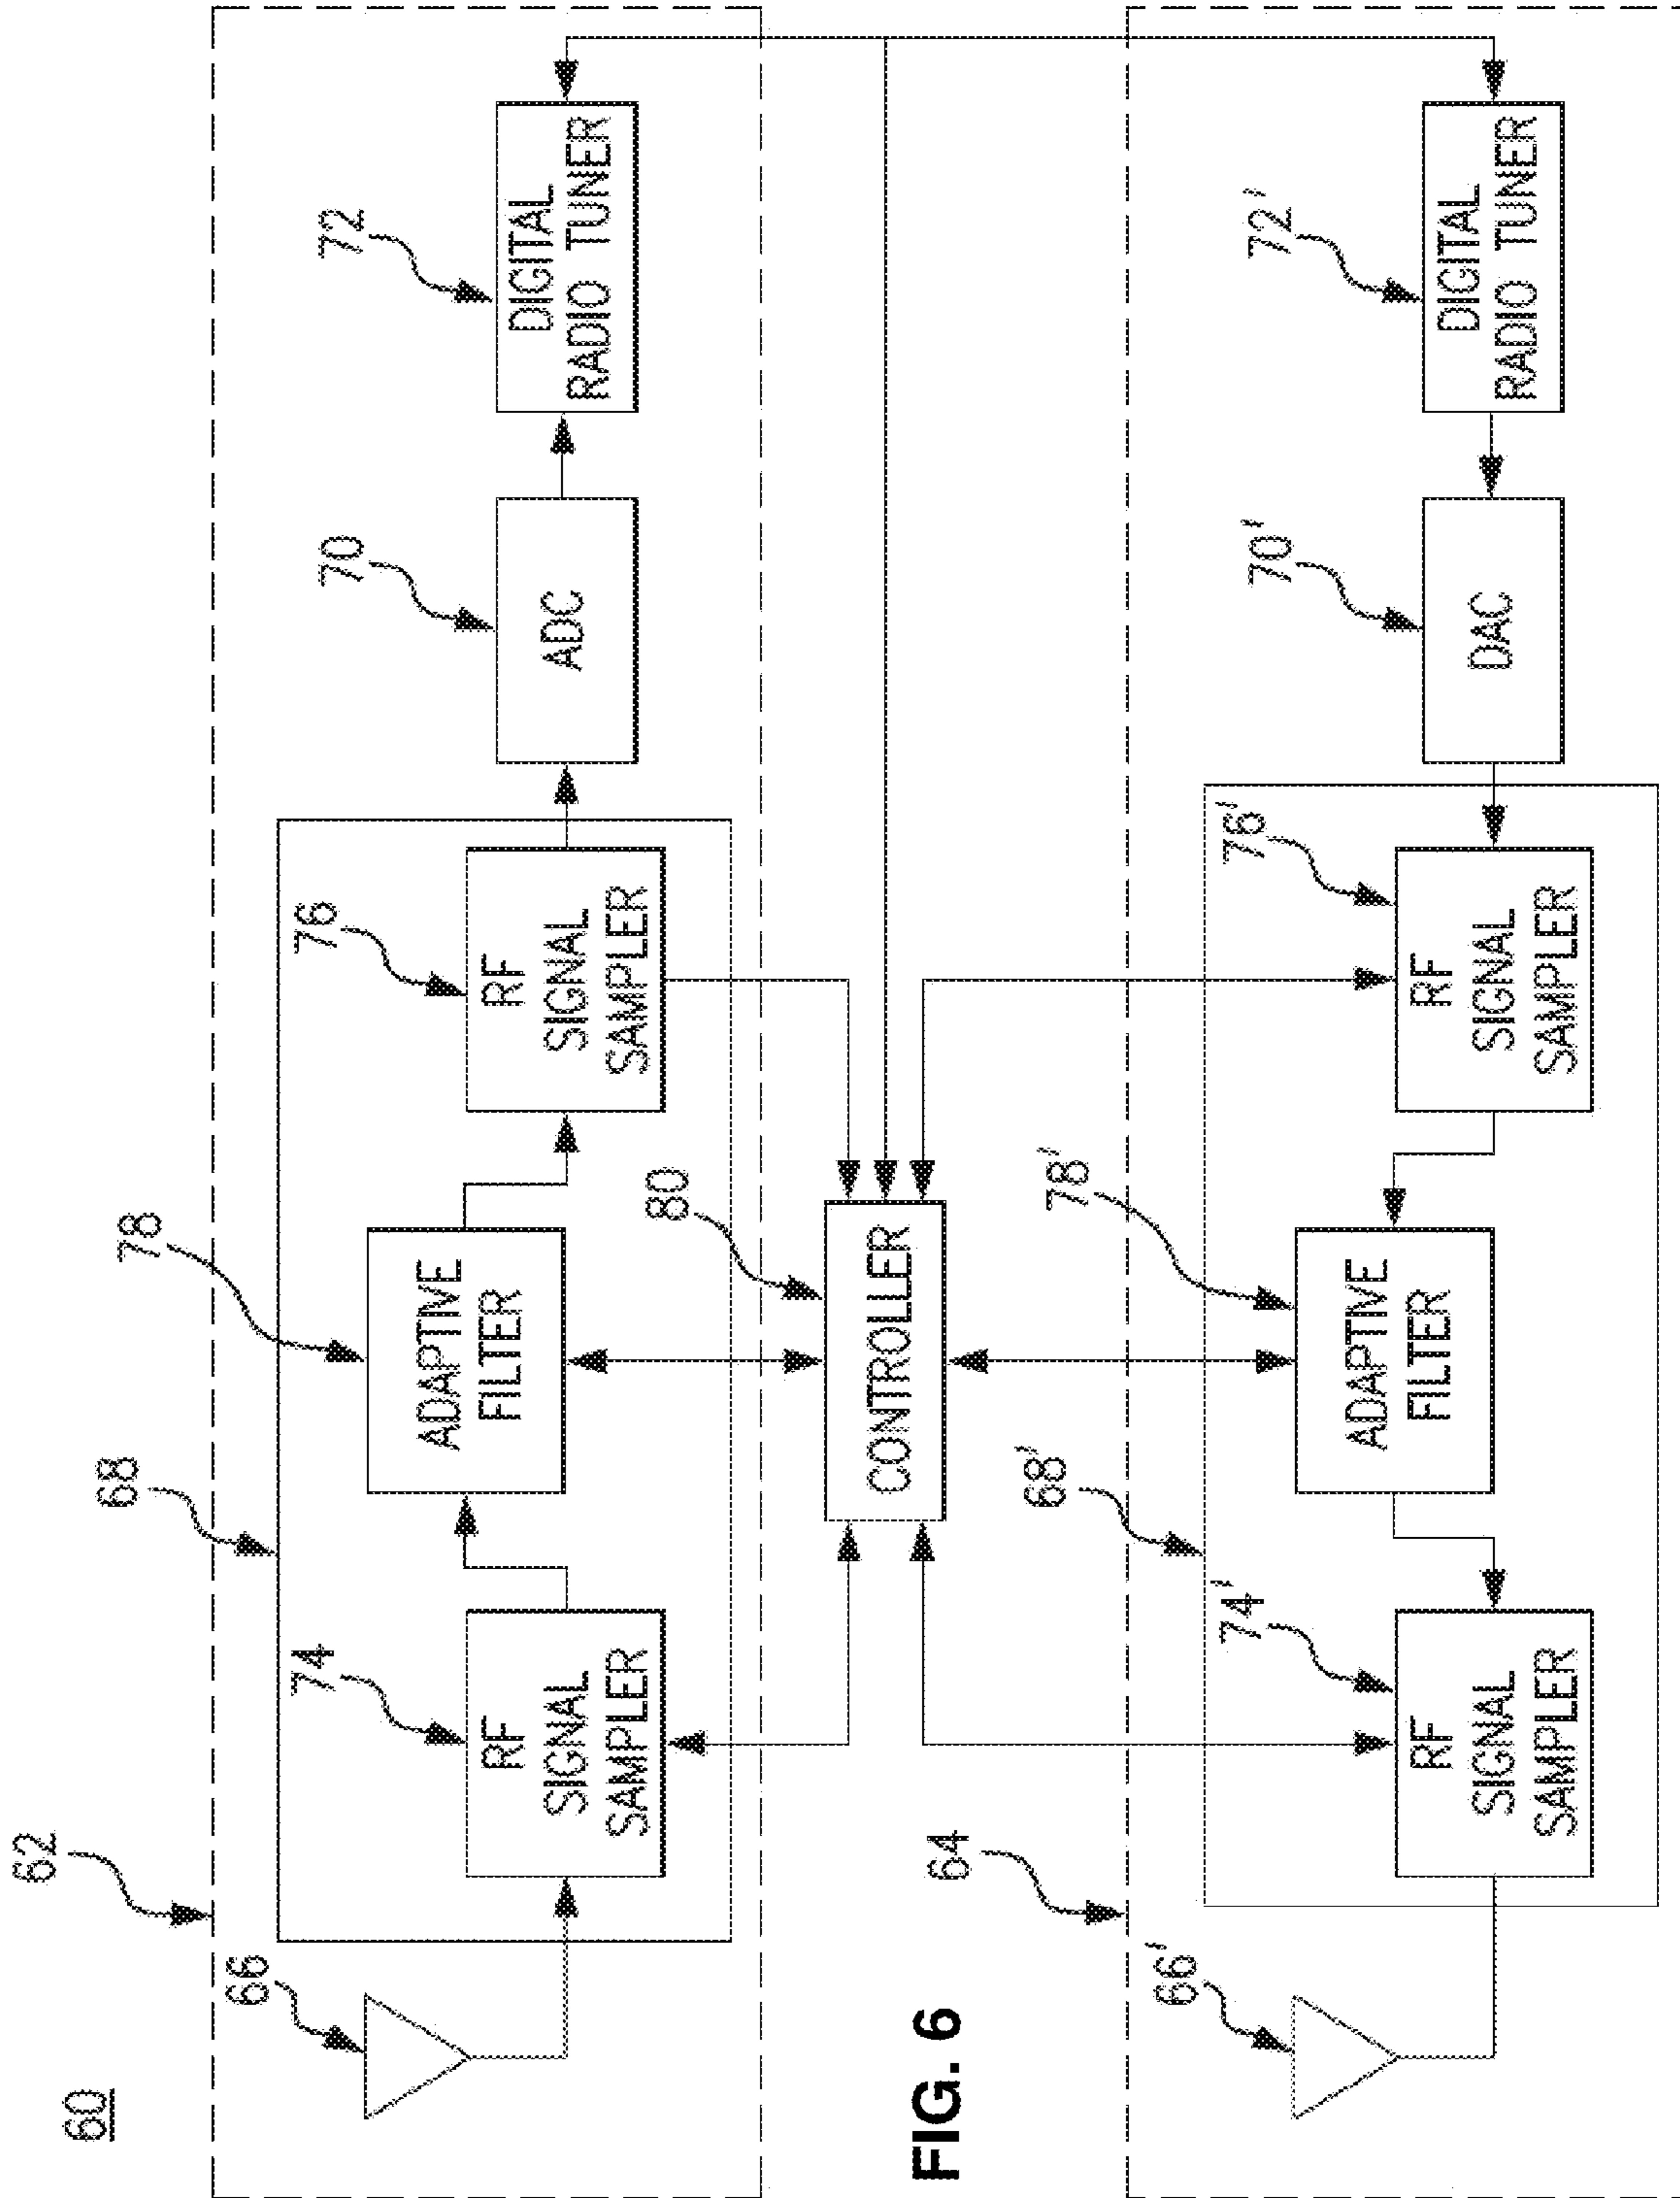 60
62
66
68
74
RF
SIGNAL
SAMPLER
78
ADAPTIVE
FILTER
76
RF
SIGNAL
SAMPLER
70
ADC
72
DIGITAL
RADIO TUNER
80
CONTROLLER
FIG. 6
64
66'
68'
74'
RF
SIGNAL
SAMPLER
78'
ADAPTIVE
FILTER
76'
RF
SIGNAL
SAMPLER
70'
DAC
72'
DIGITAL
RADIO TUNER